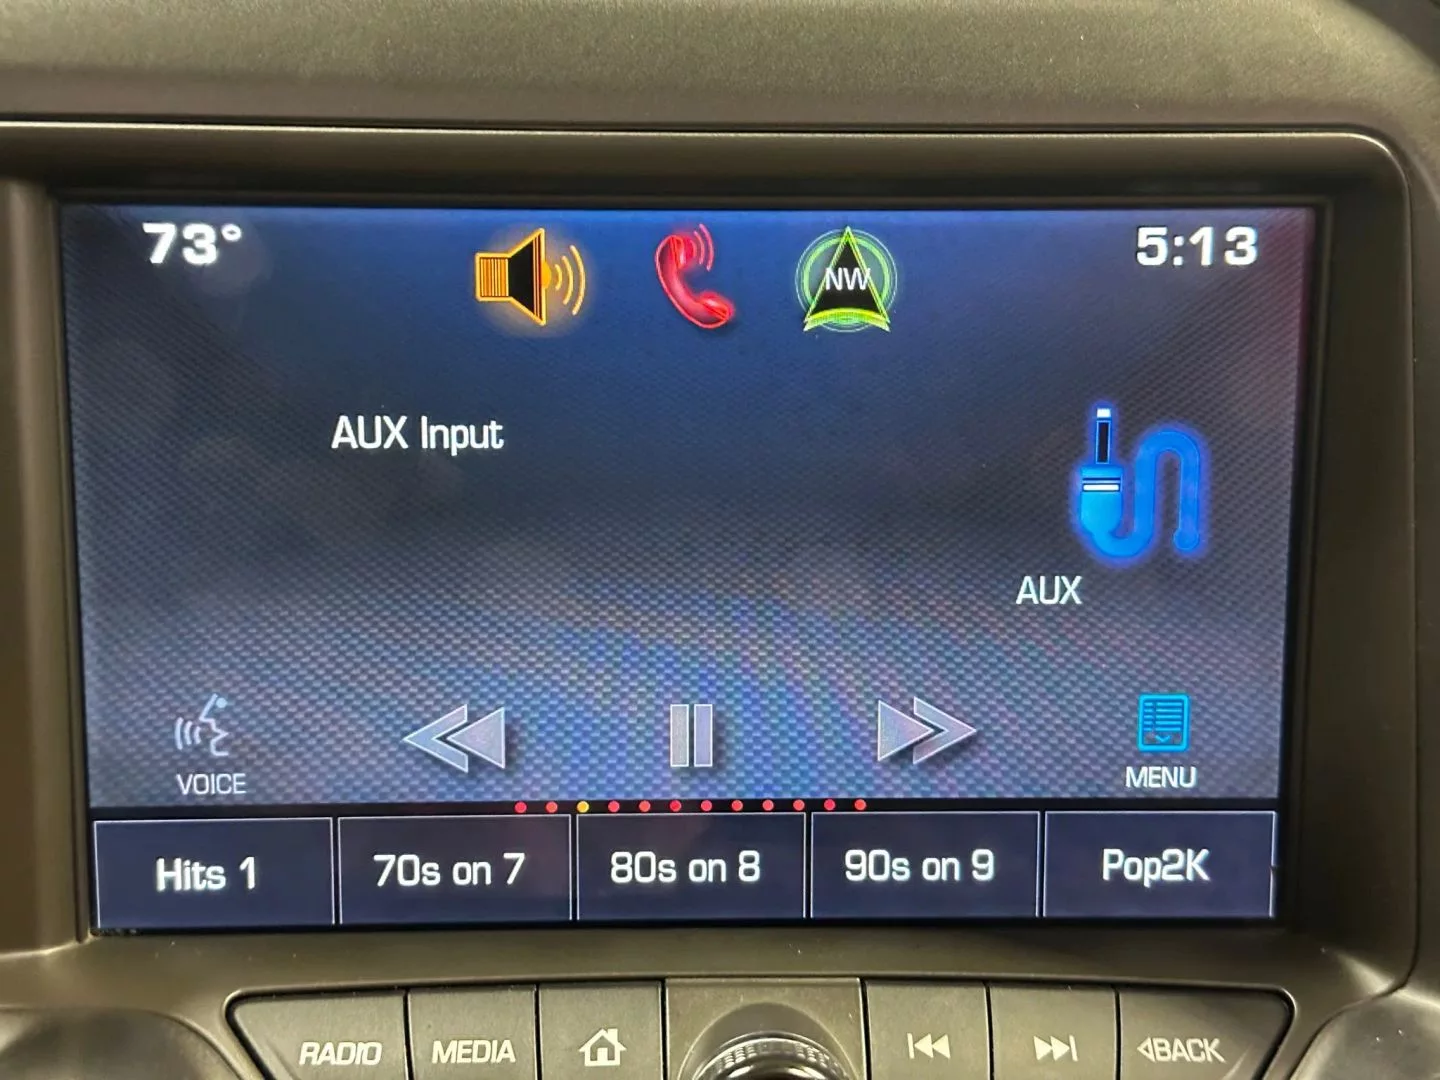 73°
NW
5:13
AUX Input
AUX
VOICE
MENU
Hits 1
70s on 7
80s on 8
90s on 9
Pop2K
RADIO
MEDIA
BACK